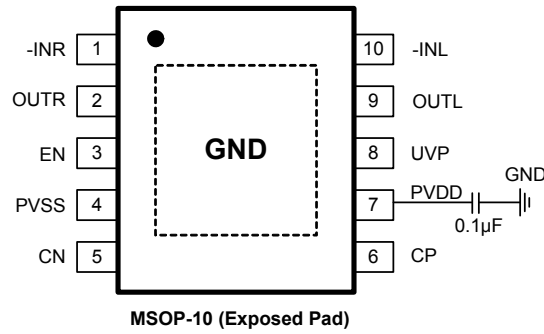 -INR 1 10 -INL
OUTR 2 9 OUTL
EN 3 GND 8 UVP
PVSS 4 7 PVDD GND
0.1µF
CN 5 6 CP
MSOP-10 (Exposed Pad)